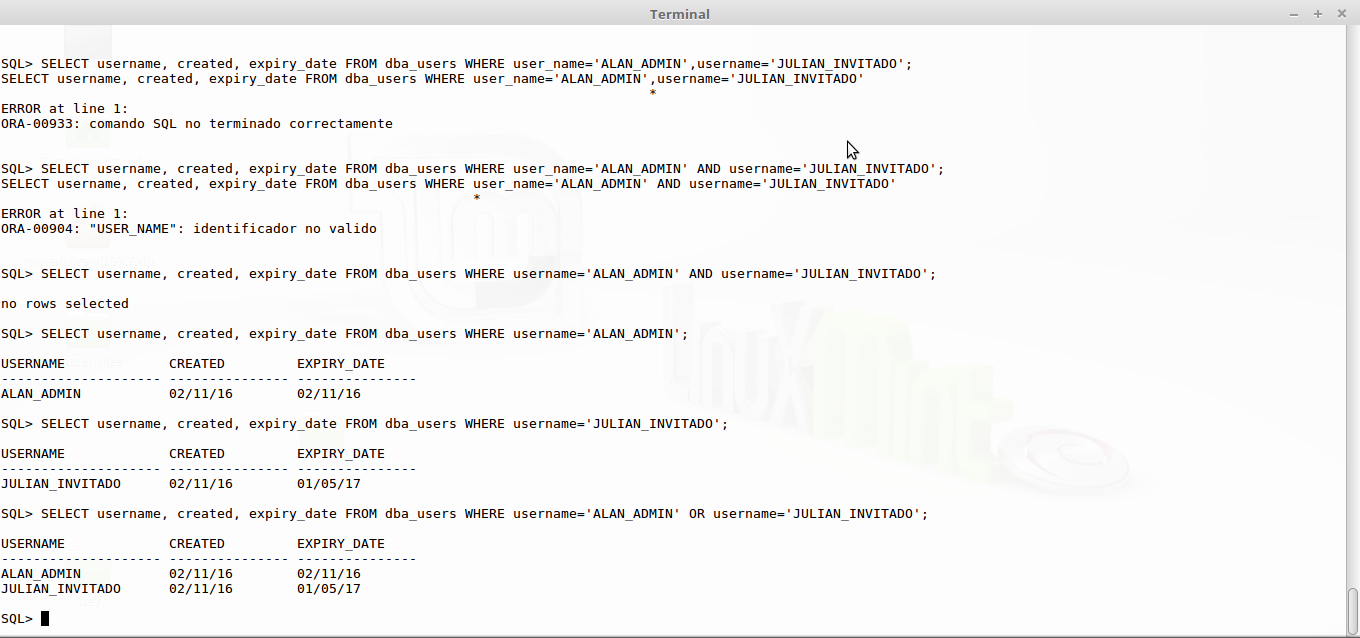 Terminal
SQL> SELECT username, created, expiry_date FROM dba_users WHERE user_name='ALAN_ADMIN',username='JULIAN_INVITADO';
SELECT username, created, expiry_date FROM dba_users WHERE user_name='ALAN_ADMIN',username='JULIAN_INVITADO'
*
ERROR at line 1:
ORA-00933: comando SQL no terminado correctamente
SQL> SELECT username, created, expiry_date FROM dba_users WHERE user_name='ALAN_ADMIN' AND username='JULIAN_INVITADO';
SELECT username, created, expiry_date FROM dba_users WHERE user_name='ALAN_ADMIN' AND username='JULIAN_INVITADO'
*
ERROR at line 1:
ORA-00904: "USER_NAME": identificador no valido
SQL> SELECT username, created, expiry_date FROM dba_users WHERE username='ALAN_ADMIN' AND username='JULIAN_INVITADO';
no rows selected
SQL> SELECT username, created, expiry_date FROM dba_users WHERE username='ALAN_ADMIN';
USERNAME CREATED EXPIRY_DATE
-------------------- --------------- ---------------
ALAN_ADMIN 02/11/16 02/11/16
SQL> SELECT username, created, expiry_date FROM dba_users WHERE username='JULIAN_INVITADO';
USERNAME CREATED EXPIRY_DATE
-------------------- --------------- ---------------
JULIAN_INVITADO 02/11/16 01/05/17
SQL> SELECT username, created, expiry_date FROM dba_users WHERE username='ALAN_ADMIN' OR username='JULIAN_INVITADO';
USERNAME CREATED EXPIRY_DATE
-------------------- --------------- ---------------
ALAN_ADMIN 02/11/16 02/11/16
JULIAN_INVITADO 02/11/16 01/05/17
SQL>
Linux Mint